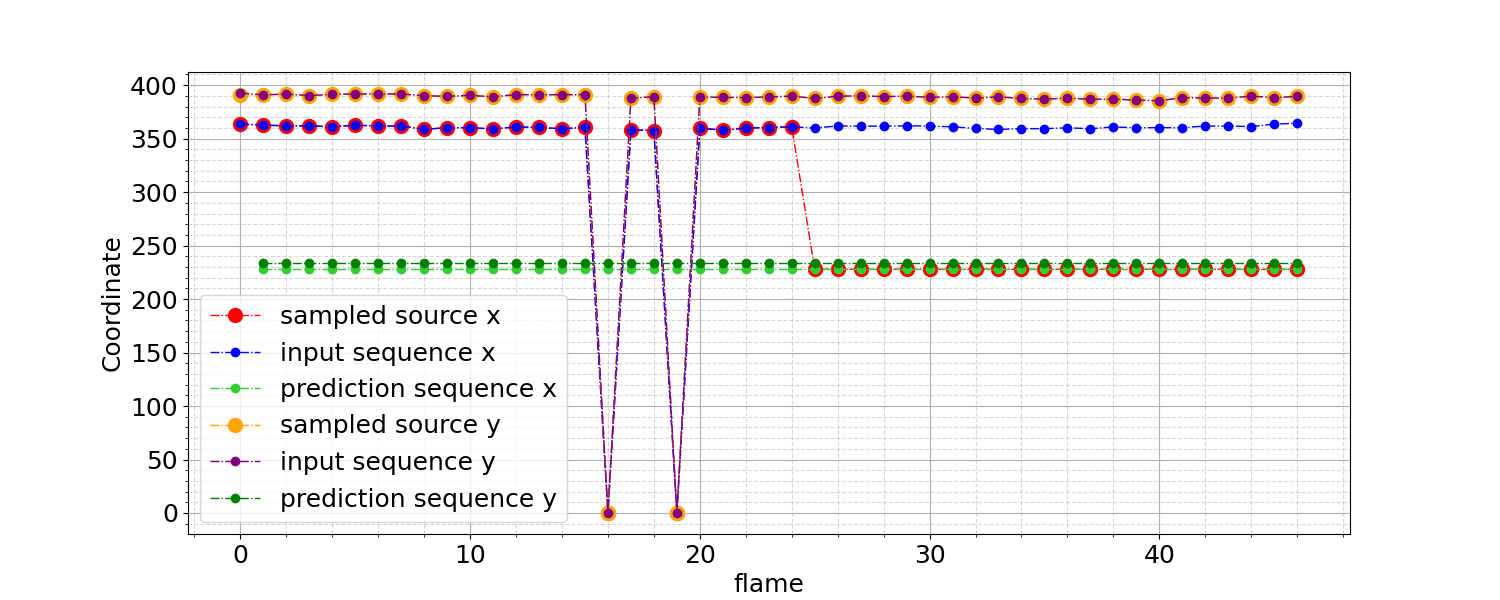 400
350
300
250
200
150
100
50
0
Coordinate
sampled source x
input sequence x
prediction sequence x
sampled source y
input sequence y
prediction sequence y
0 10 20 30 40
flame